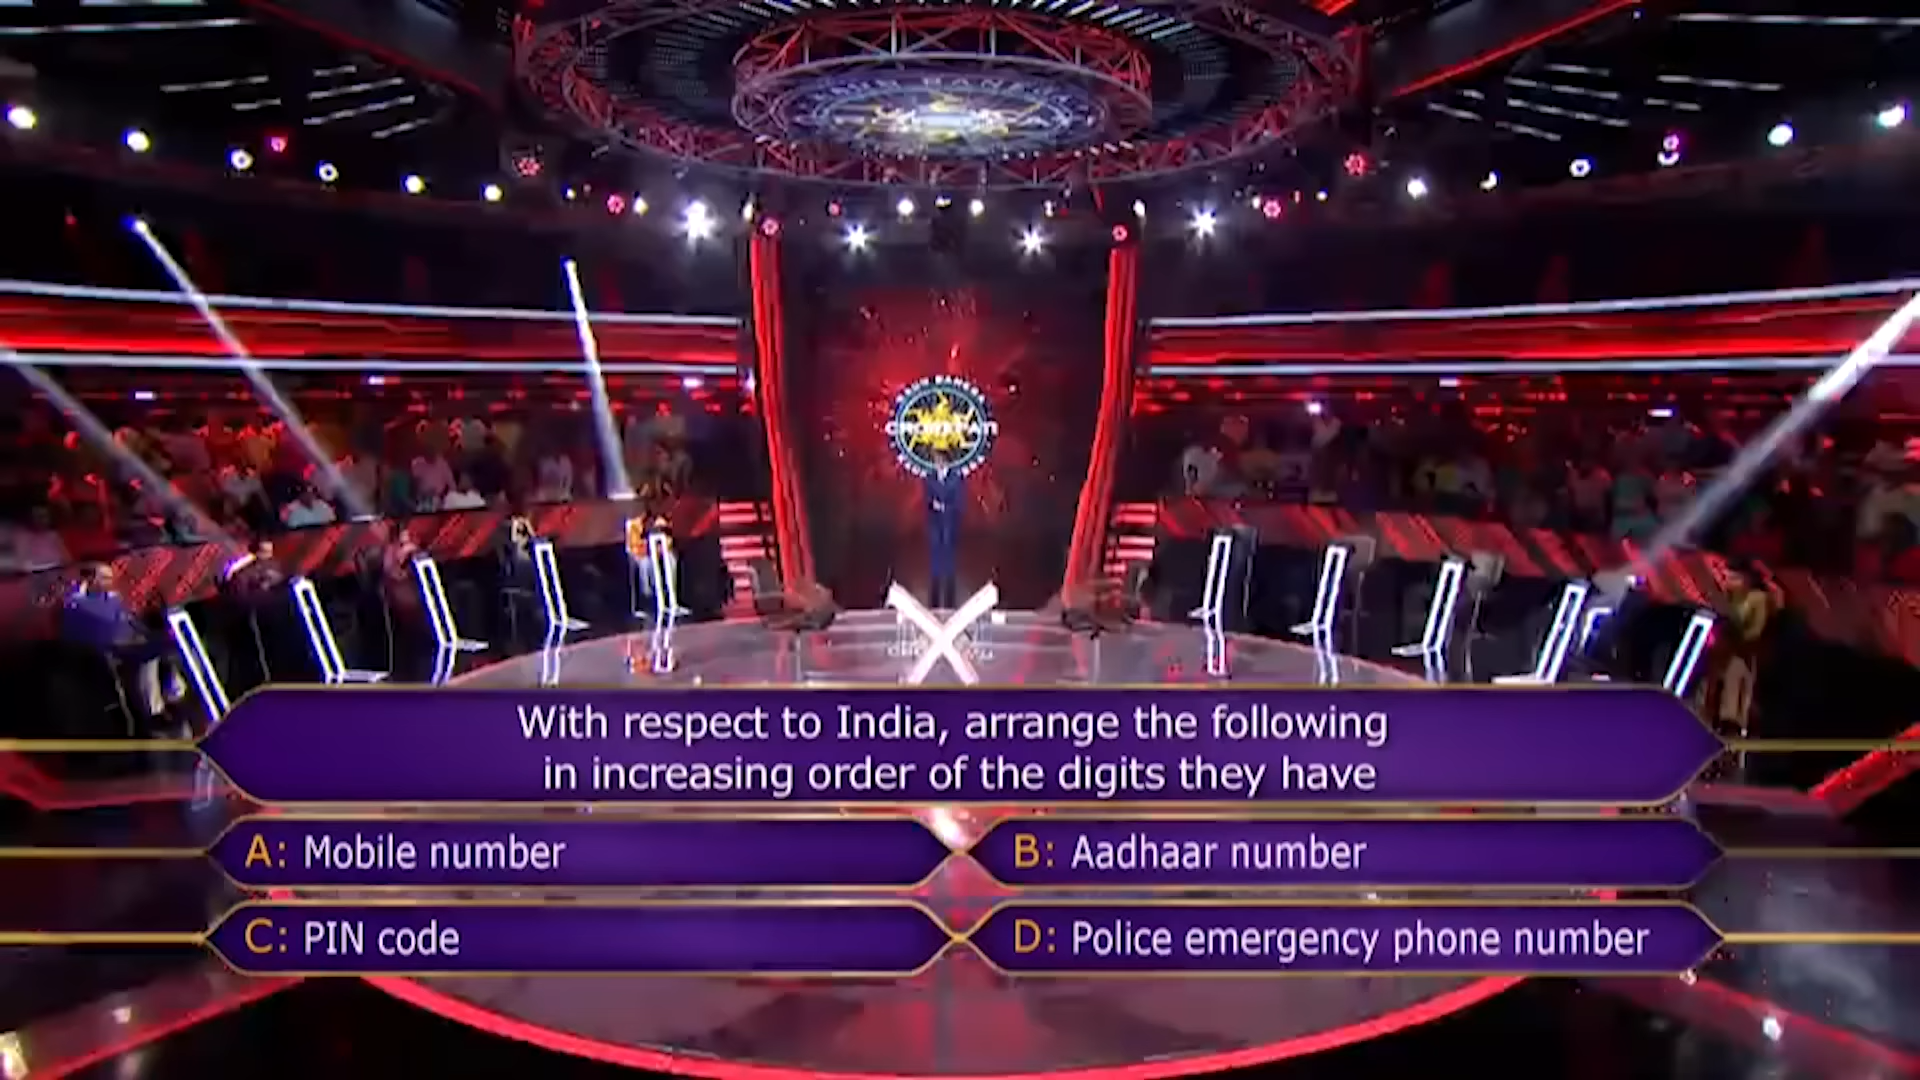 CROREPATI
With respect to India, arrange the following
in increasing order of the digits they have
A: Mobile number
B: Aadhaar number
C: PIN code
D: Police emergency phone number